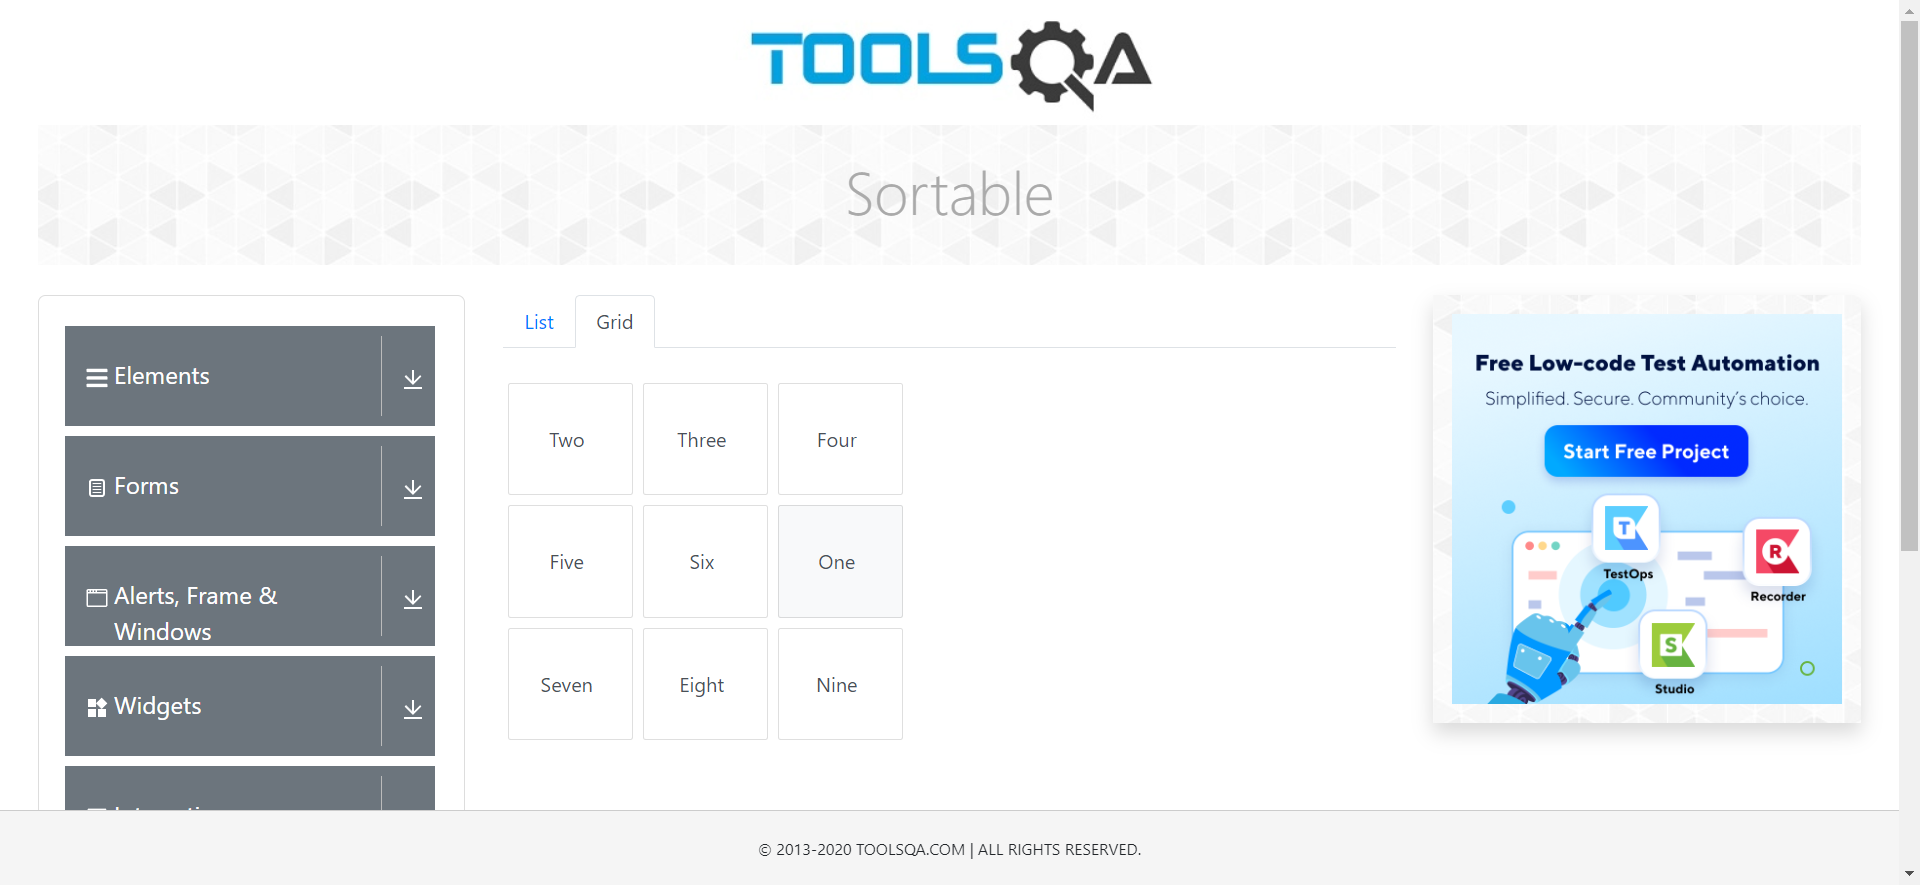 TOOLSQA
Sortable
Elements
Forms
Alerts, Frame &
Windows
Widgets
List
Grid
Two
Three
Four
Five
Six
One
Seven
Eight
Nine
Free Low-code Test Automation
Simplified. Secure. Community's choice.
Start Free Project
T
TestOps
R
Recorder
S
Studio
© 2013-2020 TOOLSQA.COM | ALL RIGHTS RESERVED.